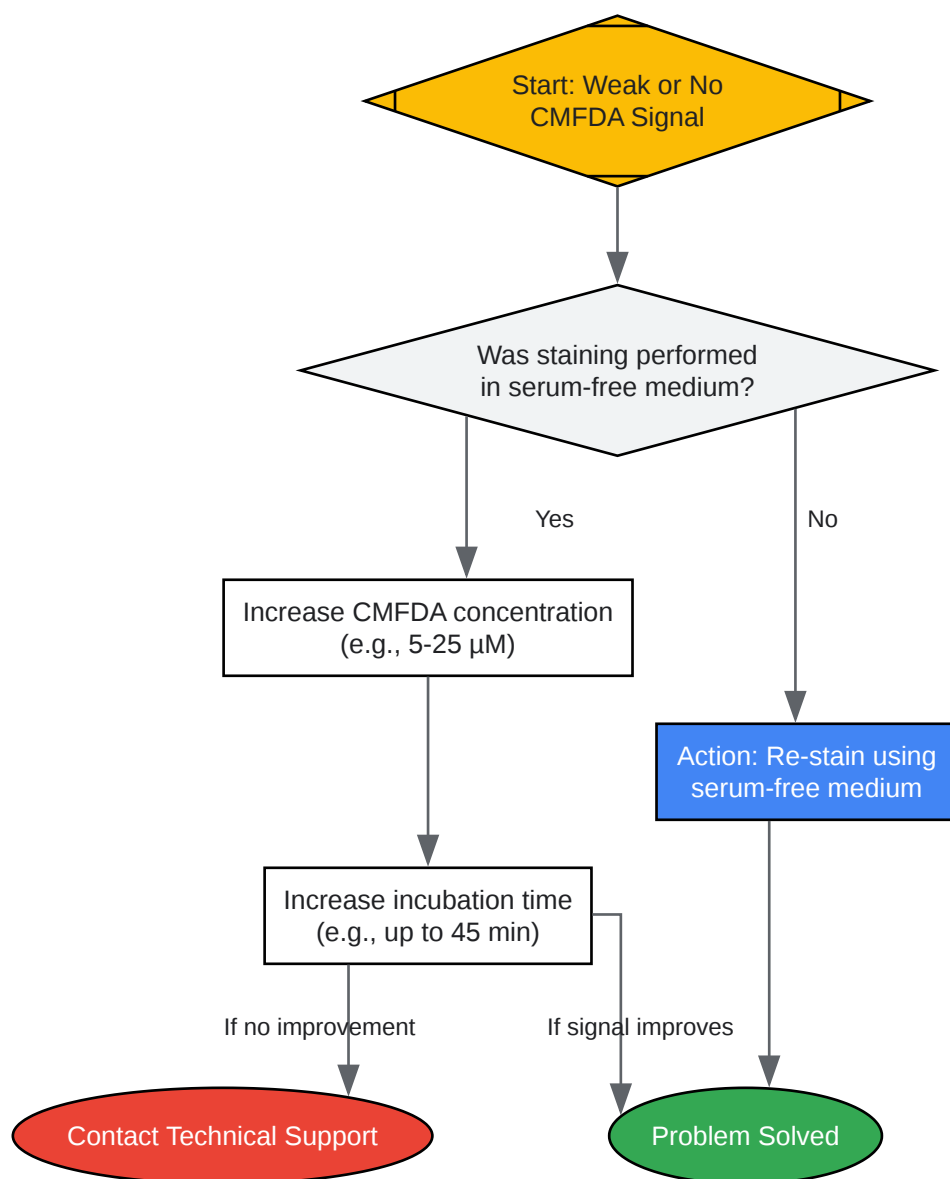 Start: Weak or No
CMFDA Signal
Was staining performed
in serum-free medium?
Yes
No
Increase CMFDA concentration
(e.g., 5-25 µM)
Action: Re-stain using
serum-free medium
Increase incubation time
(e.g., up to 45 min)
If no improvement
If signal improves
Contact Technical Support
Problem Solved